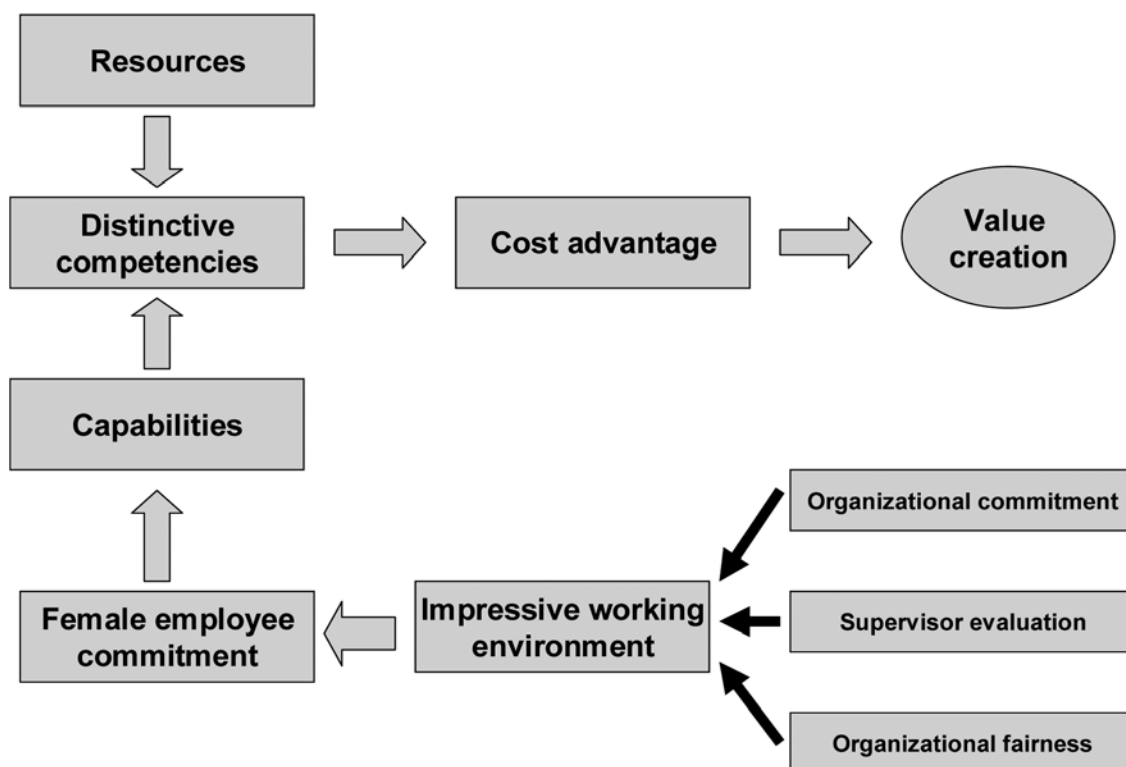 Resources
Distinctive
competencies
Cost advantage
Value
creation
Capabilities
Organizational commitment
Female employee
commitment
Impressive working
environment
Supervisor evaluation
Organizational fairness